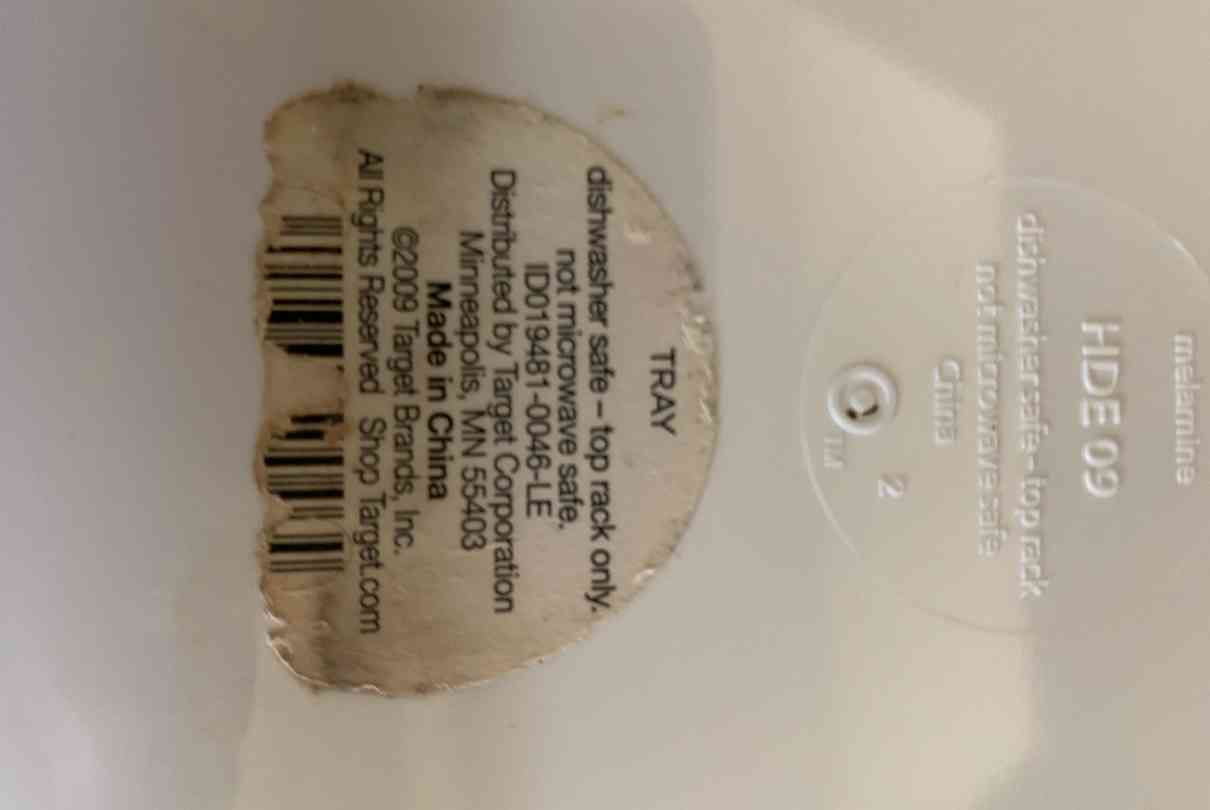 TRAY
dishwasher safe – top rack only.
not microwave safe.
ID019481-0046-LE
Distributed by Target Corporation
Minneapolis, MN 55403
Made in China
©2009 Target Brands, Inc.
All Rights Reserved Shop Target.com
melamine
HDE 09
dishwasher safe – top rack
not microwave safe
China
2
TM